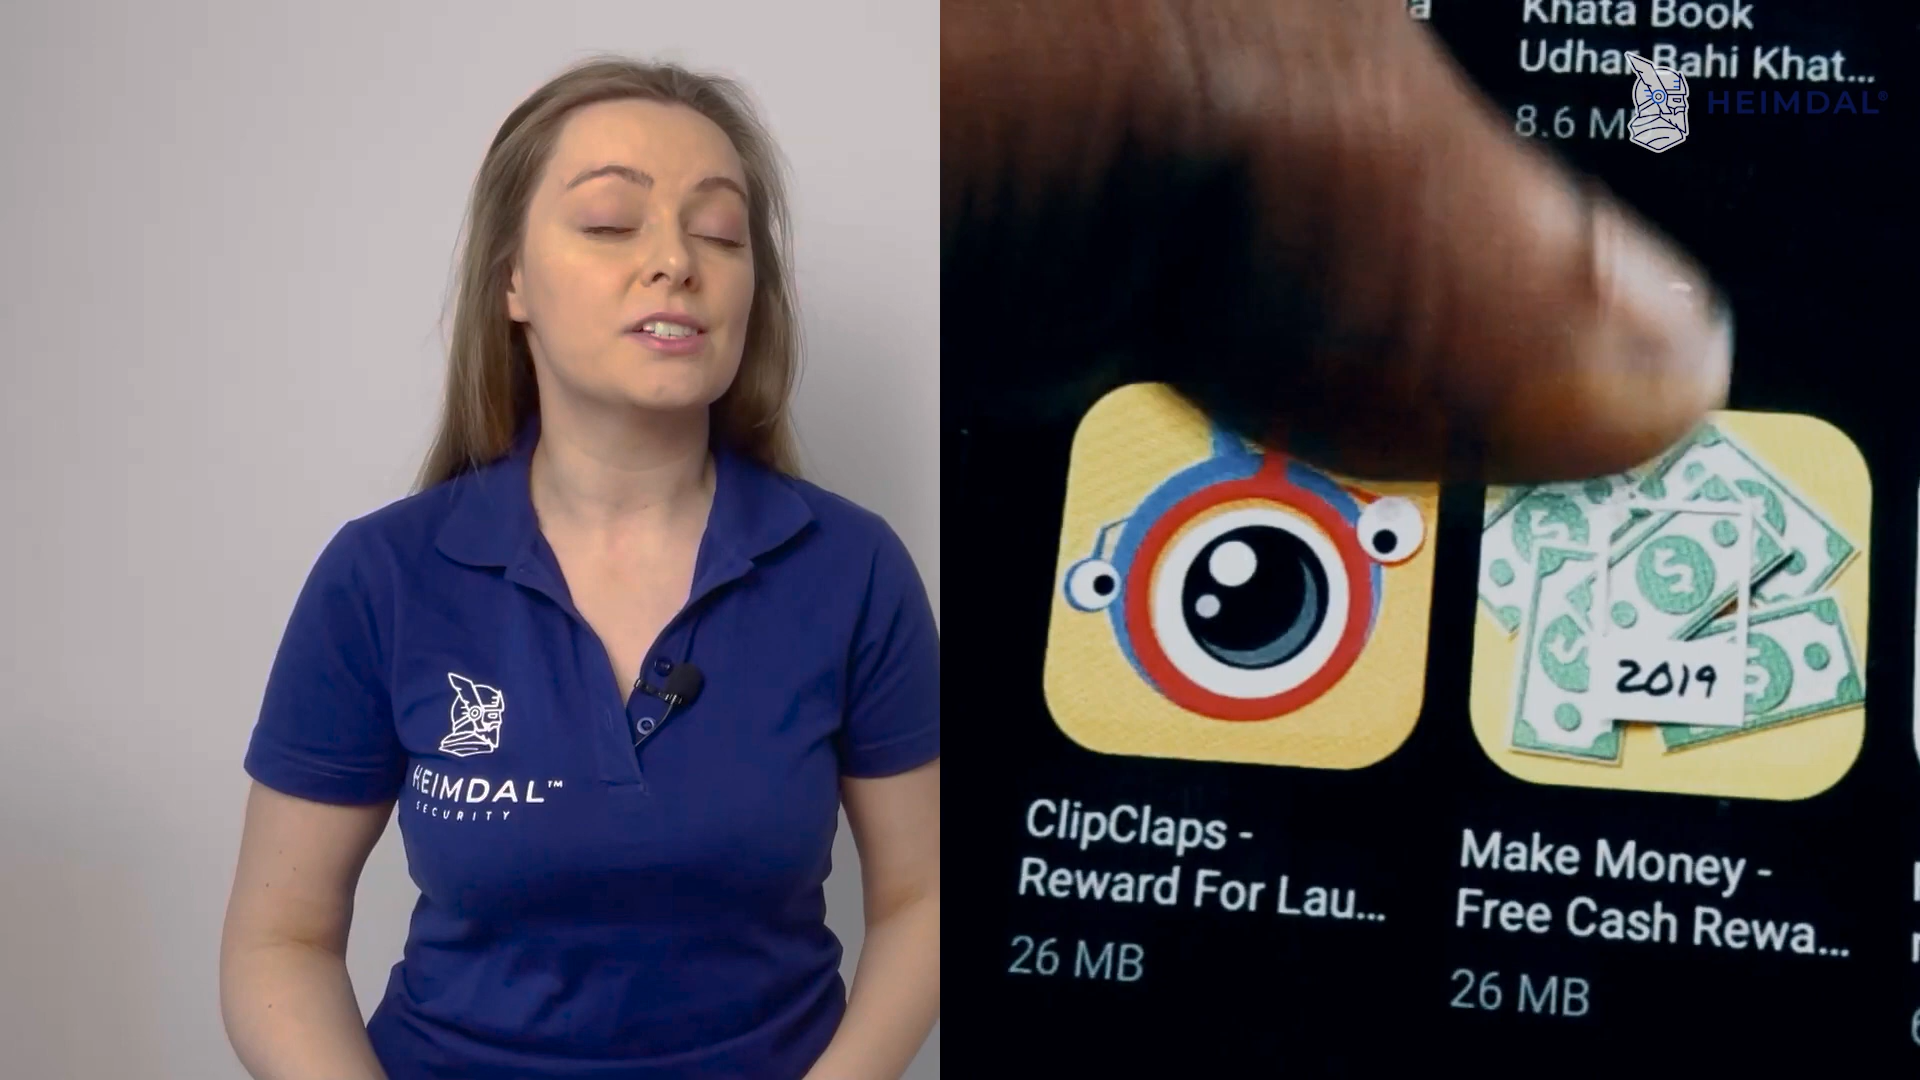 Khata Book
Udhar Bahi Khat...
8.6 M
HEIMDAL®
2019
HEIMDAL™
SECURITY
ClipClaps -
Reward For Lau...
26 MB
Make Money -
Free Cash Rewa...
26 MB